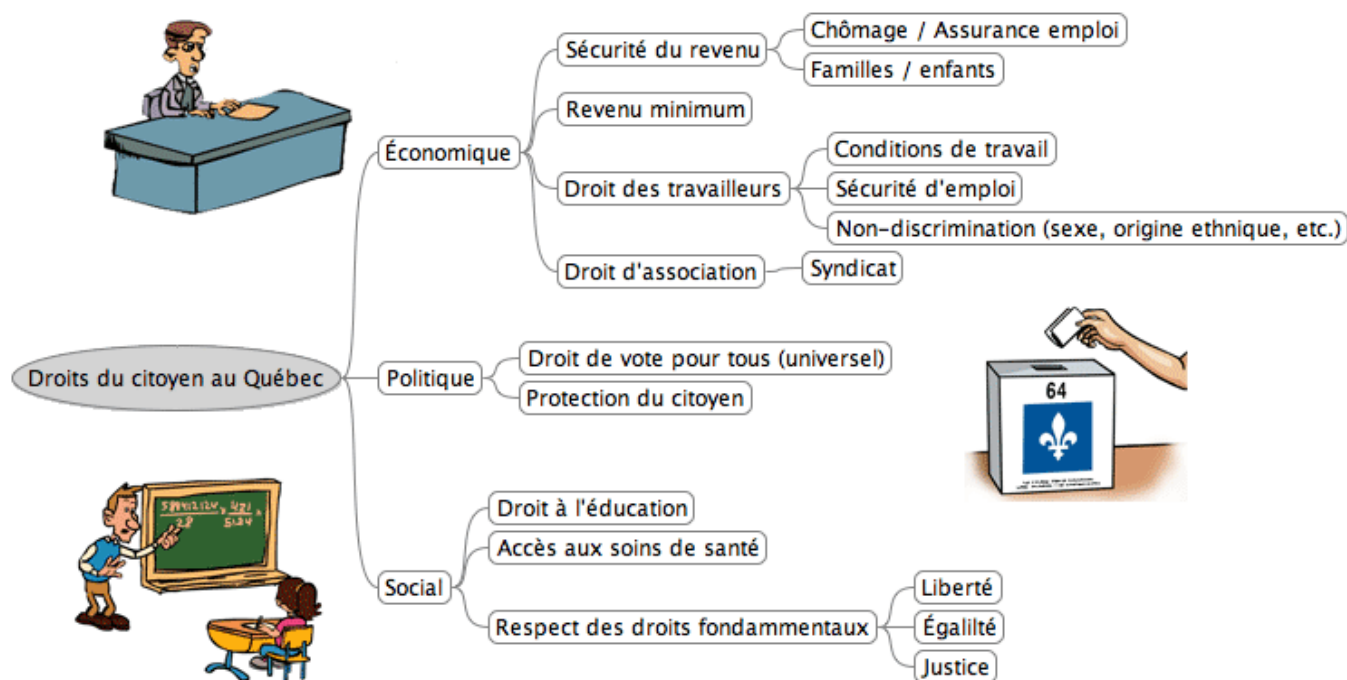 Droits du citoyen au Québec
Économique
Sécurité du revenu
Chômage / Assurance emploi
Familles / enfants
Revenu minimum
Droit des travailleurs
Conditions de travail
Sécurité d'emploi
Non-discrimination (sexe, origine ethnique, etc.)
Droit d'association
Syndicat
Politique
Droit de vote pour tous (universel)
Protection du citoyen
Social
Droit à l'éducation
Accès aux soins de santé
Respect des droits fondammentaux
Liberté
Égalilté
Justice
64